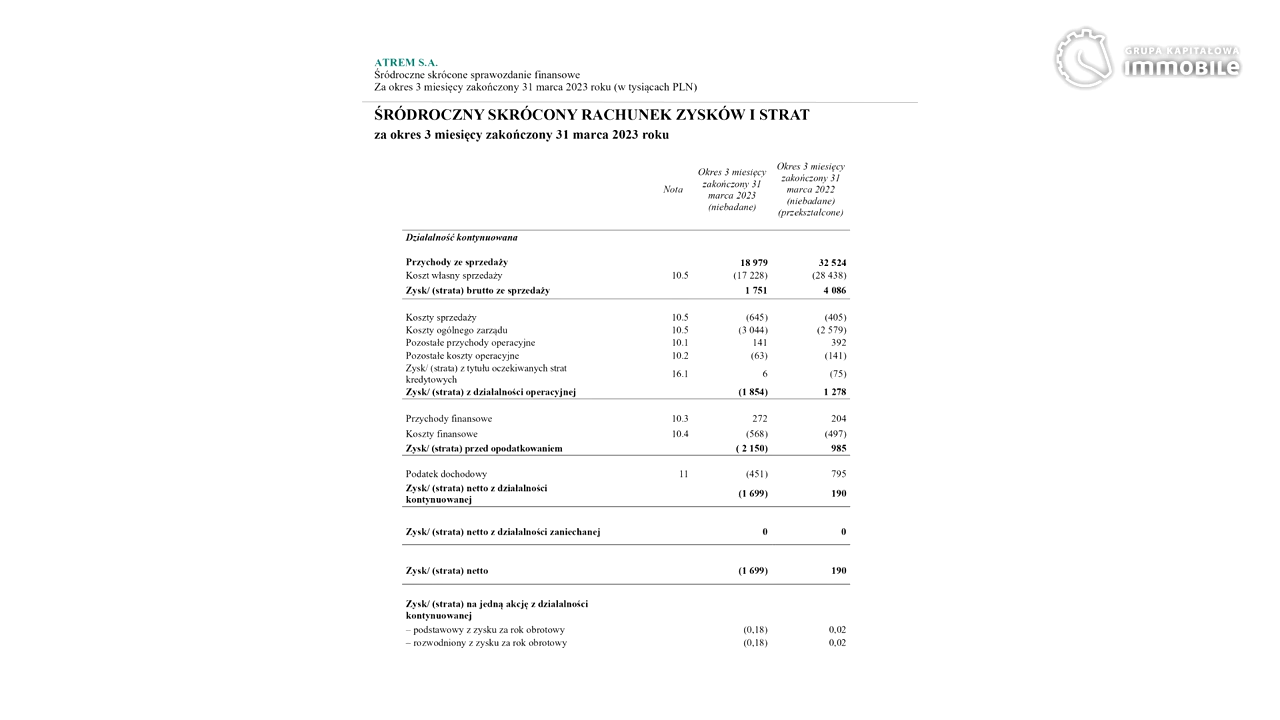 GRUPA KAPITAŁOWA
IMMOBILE
ATREM S.A.
Śródroczne skrócone sprawozdanie finansowe
Za okres 3 miesięcy zakończony 31 marca 2023 roku (w tysiącach PLN)
ŚRÓDROCZNY SKRÓCONY RACHUNEK ZYSKÓW I STRAT
za okres 3 miesięcy zakończony 31 marca 2023 roku
Nota
Okres 3 miesięcy
zakończony 31
marca 2023
(niebadane)
Okres 3 miesięcy
zakończony 31
marca 2022
(niebadane)
(przekształcone)
Działalność kontynuowana
Przychody ze sprzedaży 18 979 32 524
Koszt własny sprzedaży 10.5 (17 228) (28 438)
Zysk/ (strata) brutto ze sprzedaży 1 751 4 086
Koszty sprzedaży 10.5 (645) (405)
Koszty ogólnego zarządu 10.5 (3 044) (2 579)
Pozostałe przychody operacyjne 10.1 141 392
Pozostałe koszty operacyjne 10.2 (63) (141)
Zysk/ (strata) z tytułu oczekiwanych strat
kredytowych 16.1 6 (75)
Zysk/ (strata) z działalności operacyjnej (1 854) 1 278
Przychody finansowe 10.3 272 204
Koszty finansowe 10.4 (568) (497)
Zysk/ (strata) przed opodatkowaniem ( 2 150) 985
Podatek dochodowy 11 (451) 795
Zysk/ (strata) netto z działalności
kontynuowanej (1 699) 190
Zysk/ (strata) netto z działalności zaniechanej 0 0
Zysk/ (strata) netto (1 699) 190
Zysk/ (strata) na jedną akcję z działalności
kontynuowanej
– podstawowy z zysku za rok obrotowy (0,18) 0,02
– rozwodniony z zysku za rok obrotowy (0,18) 0,02